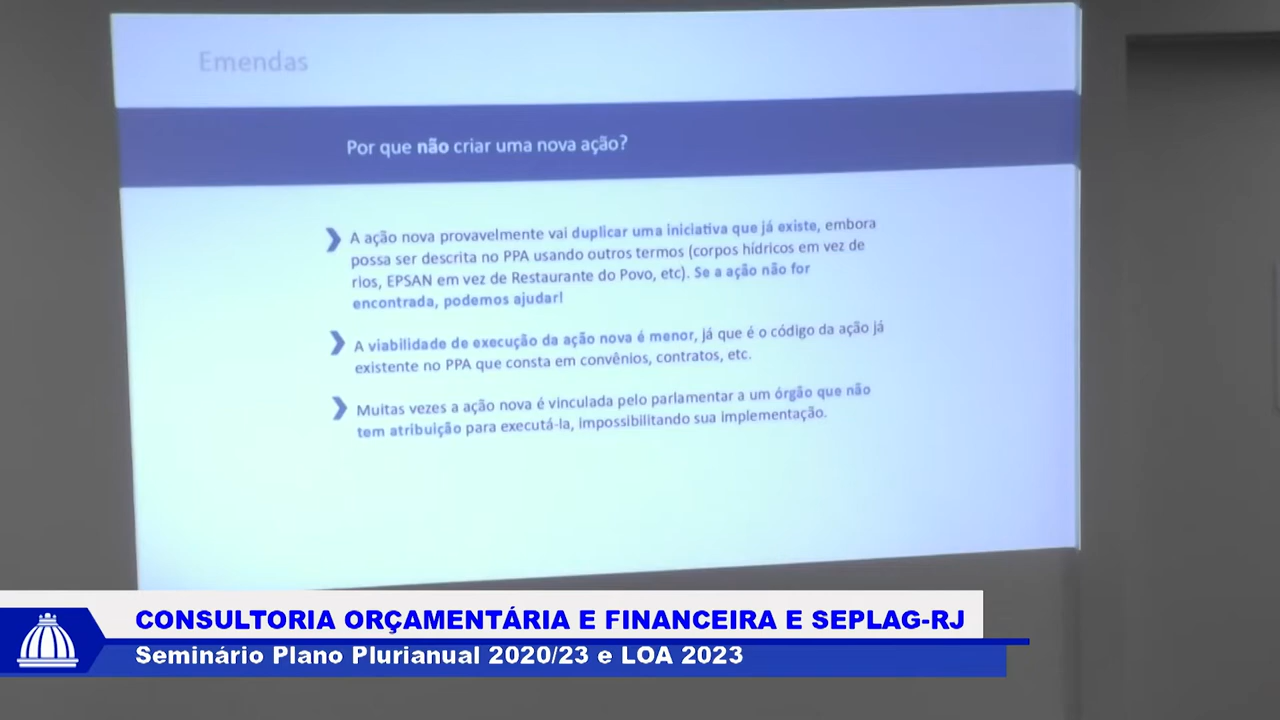 Emendas
Por que não criar uma nova ação?
A ação nova provavelmente vai duplicar uma iniciativa que já existe, embora
possa ser descrita no PPA usando outros termos (corpos hídricos em vez de
rios, EPSAN em vez de Restaurante do Povo, etc). Se a ação não for
encontrada, podemos ajudar!
A viabilidade de execução da ação nova é menor, já que é o código da ação já
existente no PPA que consta em convênios, contratos, etc.
Muitas vezes a ação nova é vinculada pelo parlamentar a um órgão que não
tem atribuição para executá-la, impossibilitando sua implementação.
CONSULTORIA ORÇAMENTÁRIA E FINANCEIRA E SEPLAG-RJ
Seminário Plano Plurianual 2020/23 e LOA 2023